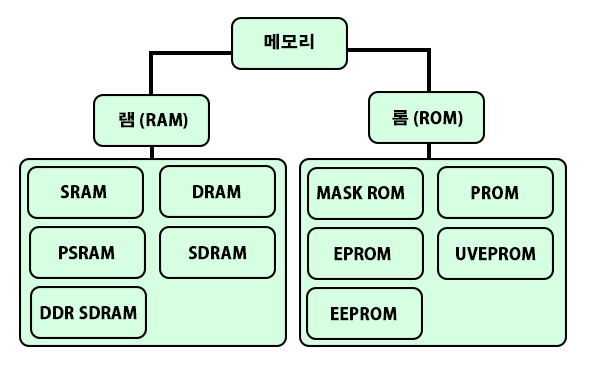 메모리
램 (RAM)
롬 (ROM)
SRAM
DRAM
PSRAM
SDRAM
DDR SDRAM
MASK ROM
PROM
EPROM
UVEPROM
EEPROM